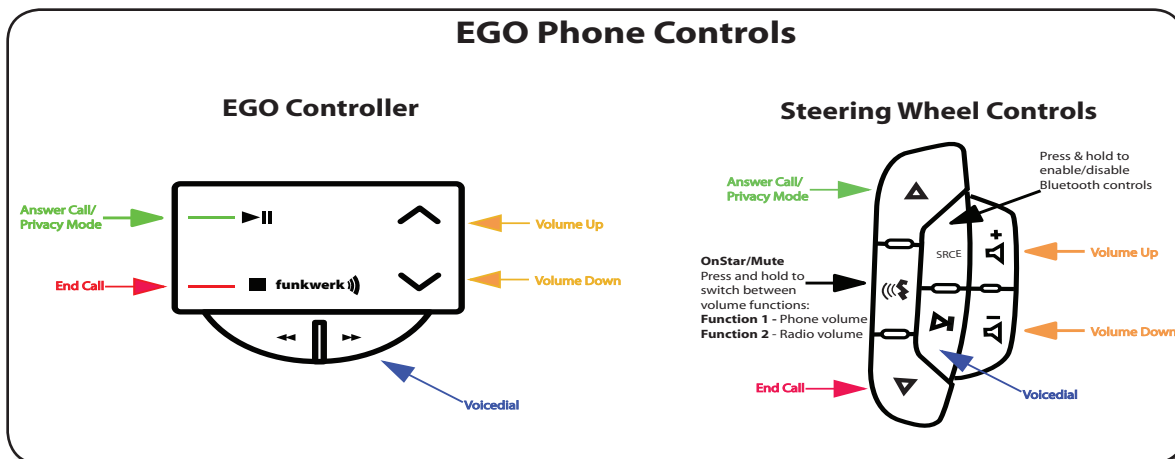 EGO Phone Controls
EGO Controller
Answer Call/
Privacy Mode
End Call
funkwerk
Volume Up
Volume Down
Voicedial
Steering Wheel Controls
Press & hold to
enable/disable
Bluetooth controls
Answer Call/
Privacy Mode
OnStar/Mute
Press and hold to
switch between
volume functions:
Function 1 - Phone volume
Function 2 - Radio volume
End Call
SRCE
+
–
Volume Up
Volume Down
Voicedial